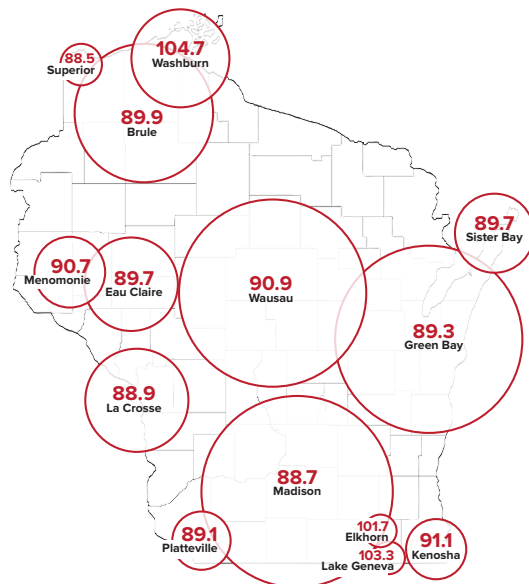 88.5
Superior
104.7
Washburn
89.9
Brule
89.7
Sister Bay
90.7
Menomonie
89.7
Eau Claire
90.9
Wausau
89.3
Green Bay
88.9
La Crosse
88.7
Madison
89.1
Platteville
101.7
Elkhorn
103.3
Lake Geneva
91.1
Kenosha